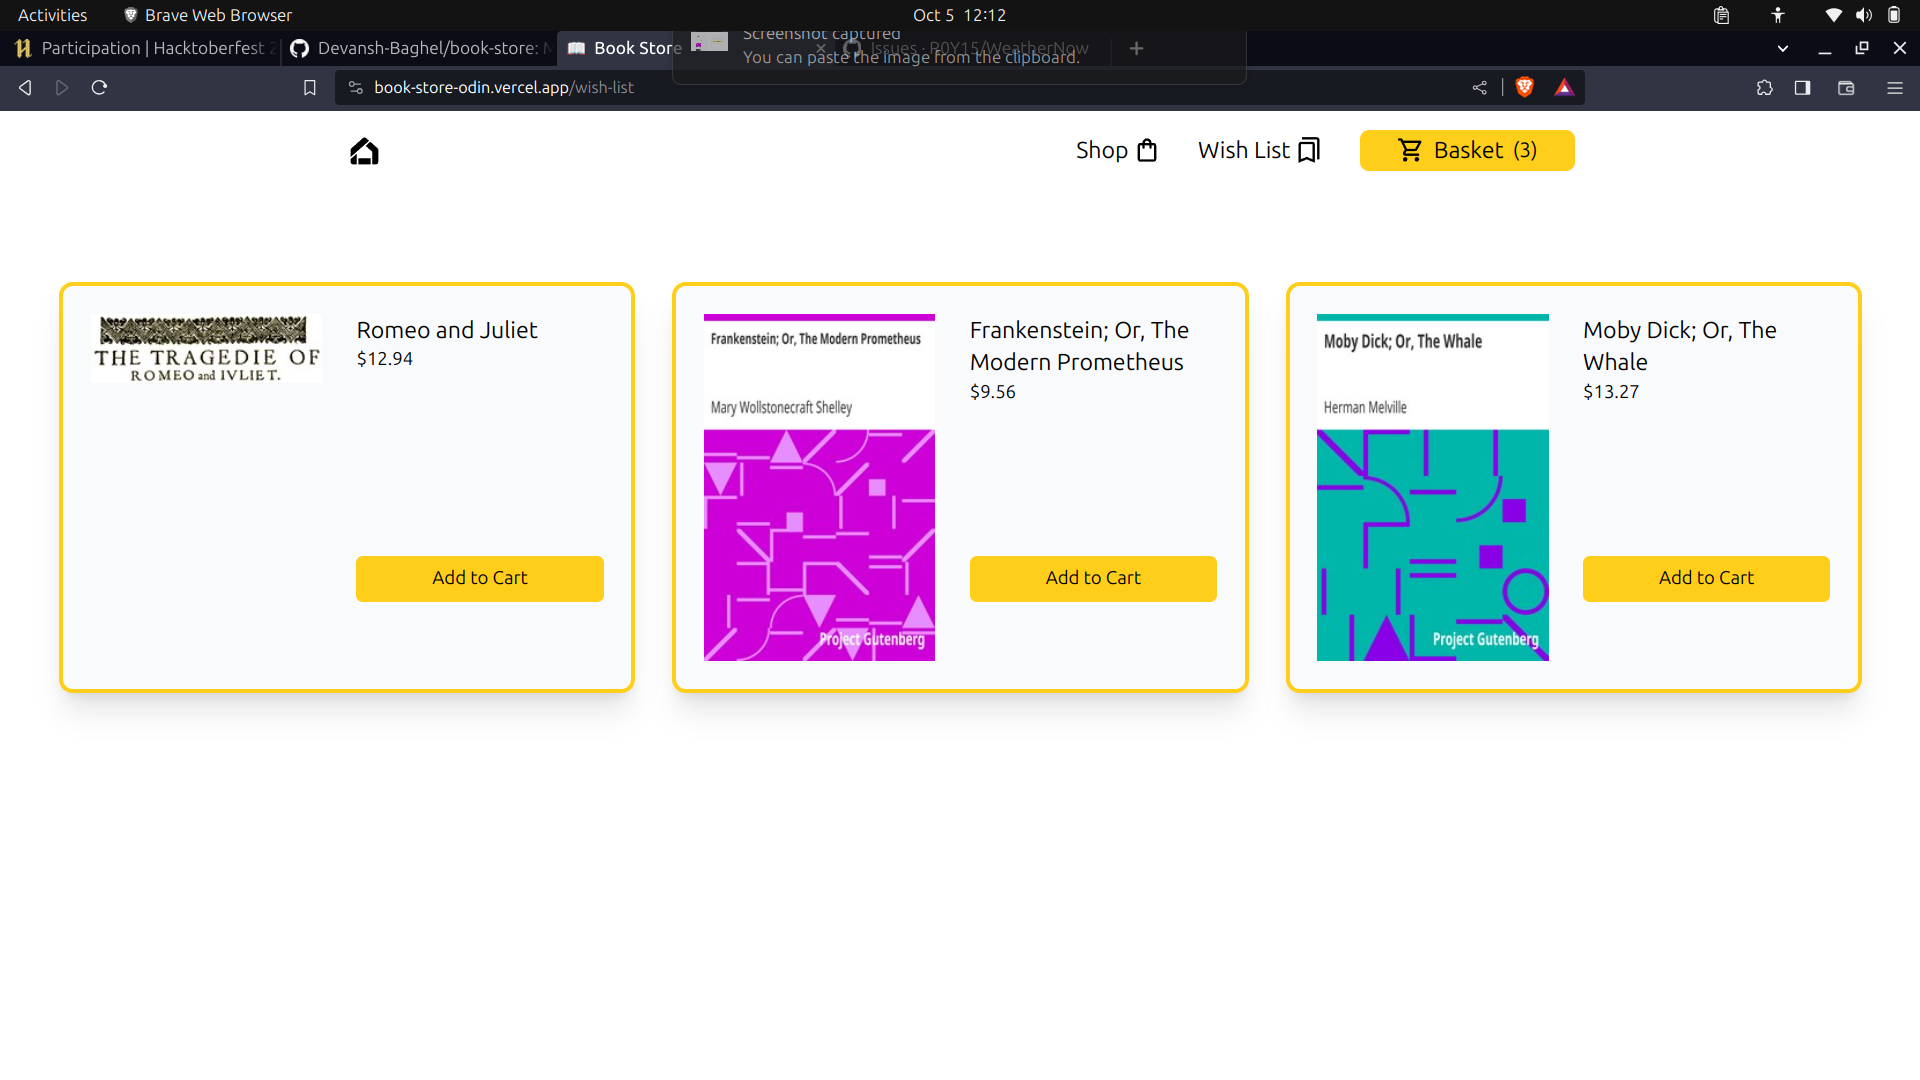 Activities
Brave Web Browser
Oct 5 12:12
Participation | Hacktoberfest 2
Devansh-Baghel/book-store:
Book Store
Screenshot captured
You can paste the image from the clipboard.
Issues · R0Y15/WeatherNow
book-store-odin.vercel.app/wish-list
Shop
Wish List
Basket (3)
THE TRAGEDIE OF
ROMEO and IVLIET.
Romeo and Juliet
$12.94
Add to Cart
Frankenstein; Or, The Modern Prometheus
Mary Wollstonecraft Shelley
Project Gutenberg
Frankenstein; Or, The
Modern Prometheus
$9.56
Add to Cart
Moby Dick; Or, The Whale
Herman Melville
Project Gutenberg
Moby Dick; Or, The
Whale
$13.27
Add to Cart